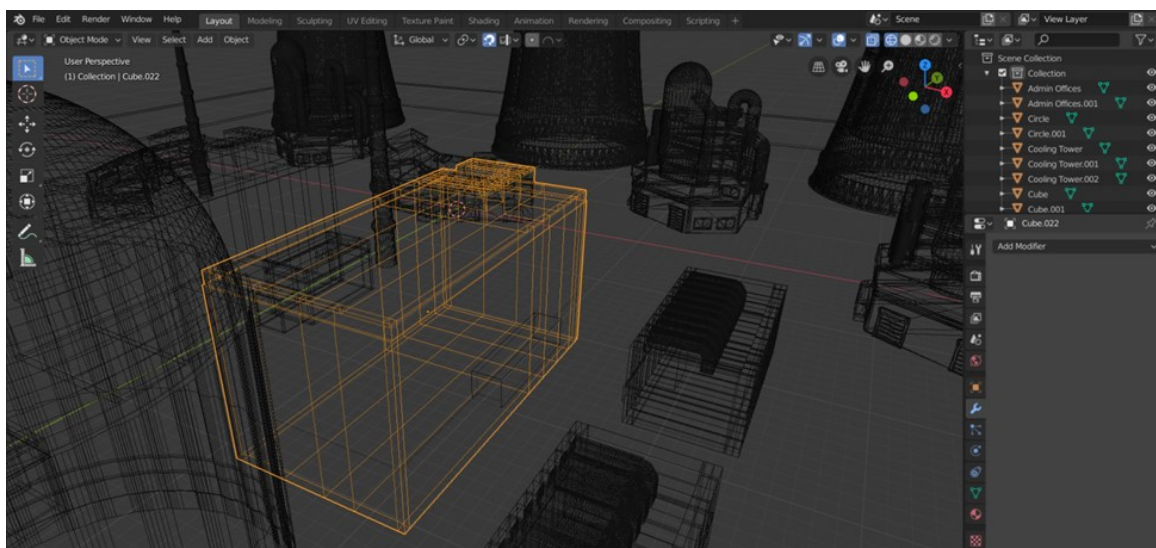 File Edit Render Window Help Layout Modeling Sculpting UV Editing Texture Paint Shading Animation Rendering Compositing Scripting + Scene View Layer
Object Mode View Select Add Object Global
User Perspective
(1) Collection | Cube.022
Z
Y
X
Scene Collection
Collection
Admin Offices
Admin Offices.001
Circle
Circle.001
Cooling Tower
Cooling Tower.001
Cooling Tower.002
Cube
Cube.001
Cube.022
Add Modifier